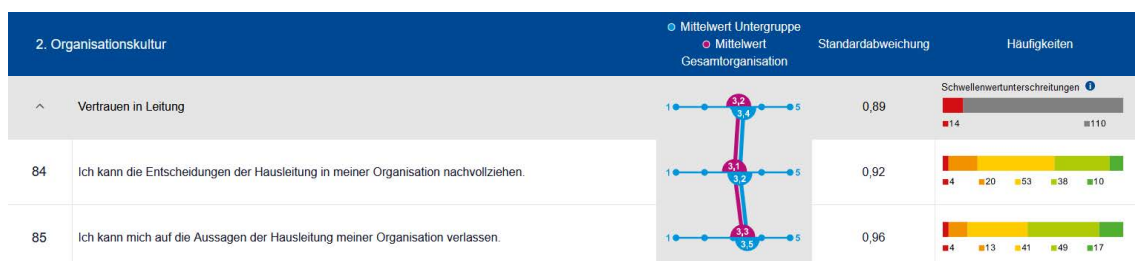 2. Organisationskultur
Mittelwert Untergruppe
Mittelwert
Gesamtorganisation
Standardabweichung
Häufigkeiten
Vertrauen in Leitung
1 3,2 3,4 5
0,89
Schwellenwertunterschreitungen i
14 110
84 Ich kann die Entscheidungen der Hausleitung in meiner Organisation nachvollziehen.
1 3,1 3,2 5
0,92
4 20 53 38 10
85 Ich kann mich auf die Aussagen der Hausleitung meiner Organisation verlassen.
1 3,3 3,5 5
0,96
4 13 41 49 17